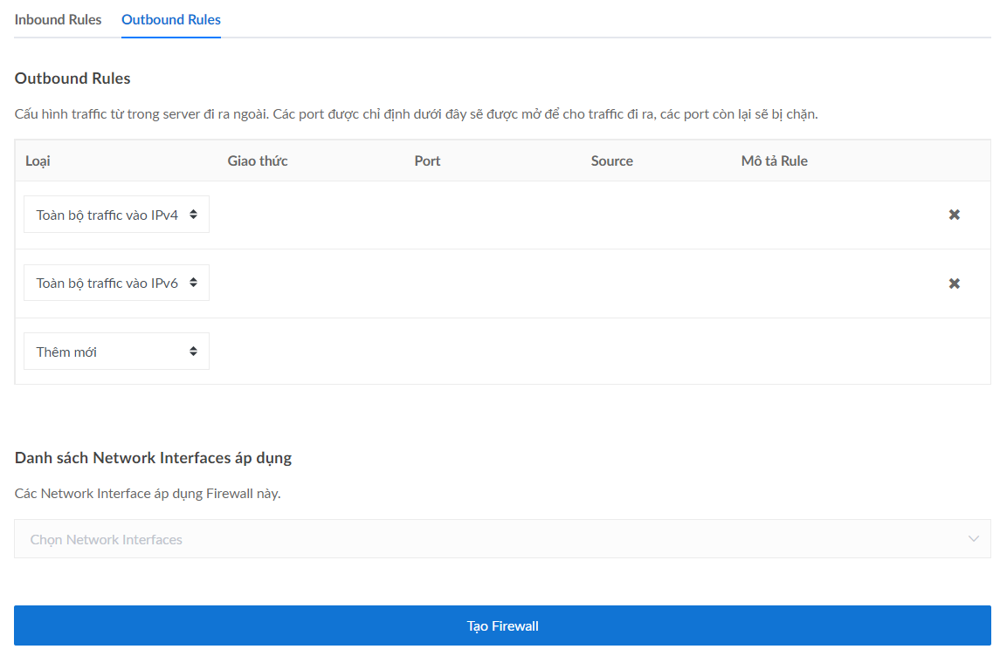 Inbound Rules Outbound Rules
Outbound Rules
Cấu hình traffic từ trong server đi ra ngoài. Các port được chỉ định dưới đây sẽ được mở để cho traffic đi ra, các port còn lại sẽ bị chặn.
Loại Giao thức Port Source Mô tả Rule
Toàn bộ traffic vào IPv4
Toàn bộ traffic vào IPv6
Thêm mới
Danh sách Network Interfaces áp dụng
Các Network Interface áp dụng Firewall này.
Chọn Network Interfaces
Tạo Firewall